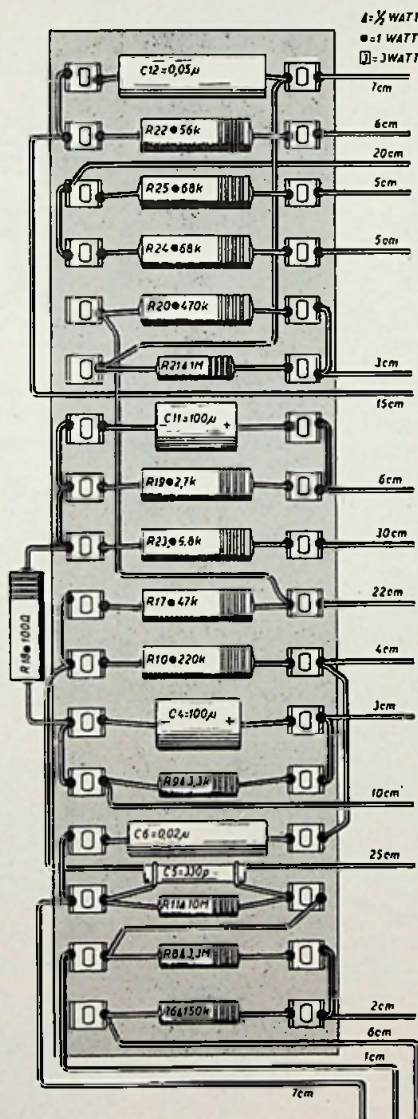 ▲=½ WATT
●=1 WATT
3=3WATT
C12=0,05µ
7cm
R22●56k
6cm
20cm
R25●68k
5cm
R24●68k
5cm
R20●470k
R21▲1M
3cm
15cm
C11=100µ
- +
R19●2,7k
6cm
R23●6,8k
30cm
R18●100Ω
R17●47k
22cm
R10●220k
4cm
3cm
C4=100µ
- +
R9▲3,3k
10cm
C6=0,02µ
25cm
C5=330p
R11▲10M
R8▲3,3M
R6▲150k
2cm
6cm
1cm
7cm